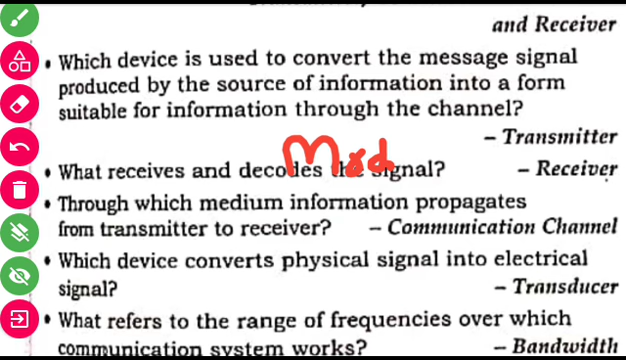 and Receiver
• Which device is used to convert the message signal
produced by the source of information into a form
suitable for information through the channel?
– Transmitter
• What receives and decodes the signal? – Receiver
• Through which medium information propagates
from transmitter to receiver? – Communication Channel
• Which device converts physical signal into electrical
signal? – Transducer
• What refers to the range of frequencies over which
communication system works? – Bandwidth